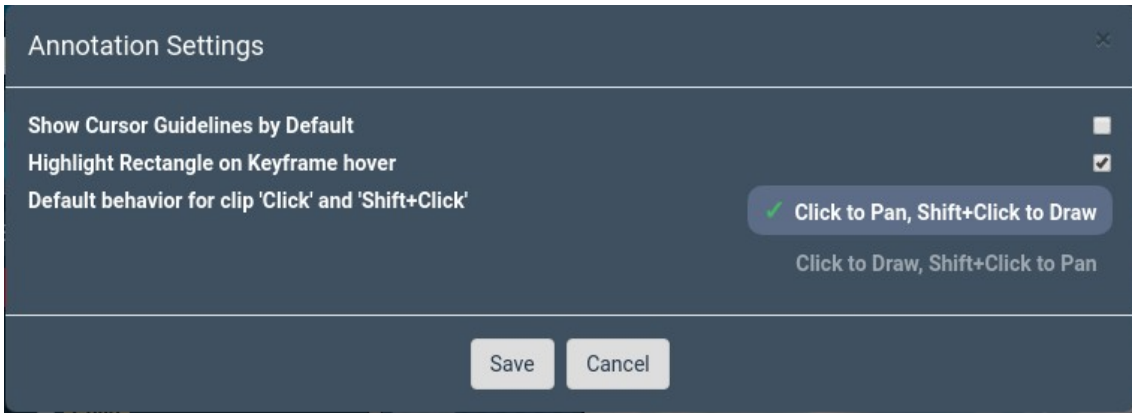 Annotation Settings
Show Cursor Guidelines by Default
Highlight Rectangle on Keyframe hover
Default behavior for clip 'Click' and 'Shift+Click'
✓ Click to Pan, Shift+Click to Draw
Click to Draw, Shift+Click to Pan
Save Cancel